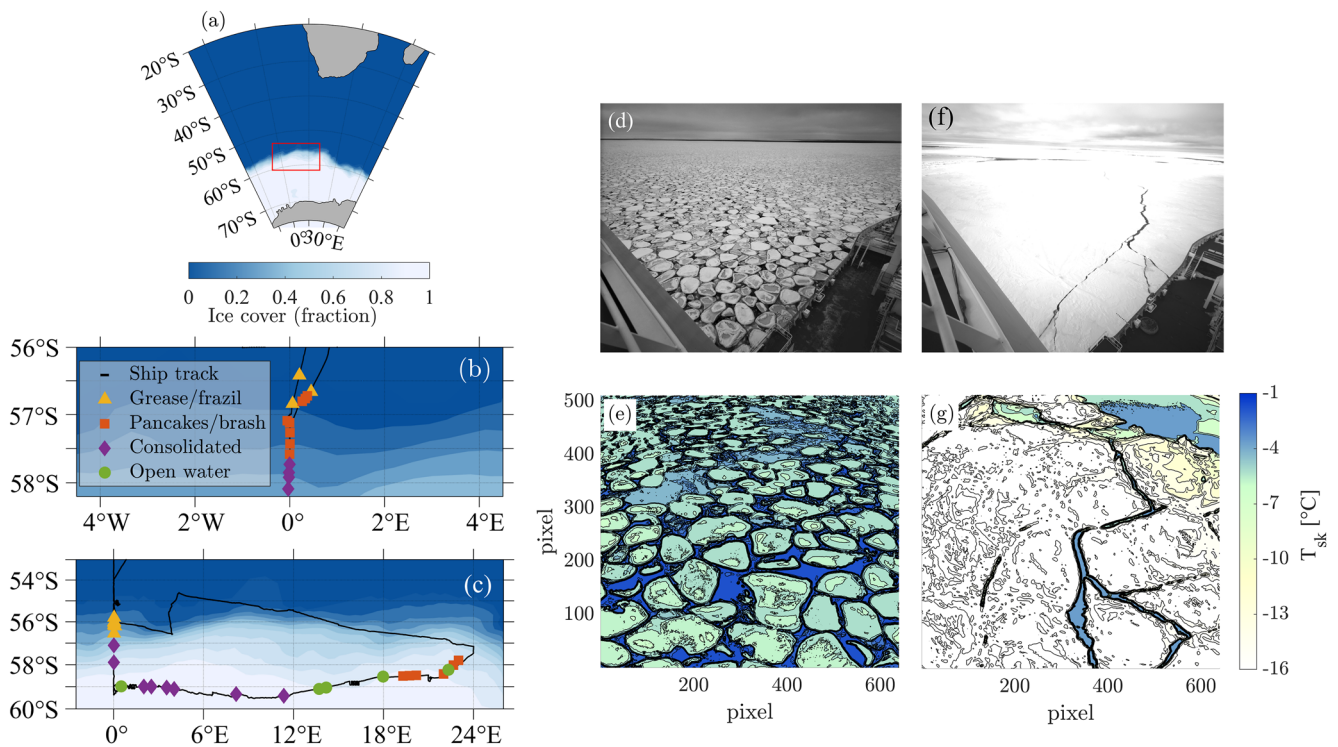 (a)
20°S
30°S
40°S
50°S
60°S
70°S
0°
30°E
0 0.2 0.4 0.6 0.8 1
Ice cover (fraction)
56°S
57°S
58°S
(b)
Ship track
Grease/frazil
Pancakes/brash
Consolidated
Open water
4°W 2°W 0° 2°E 4°E
54°S
56°S
58°S
60°S
(c)
0° 6°E 12°E 18°E 24°E
(d)
(f)
(e)
500
400
300
200
100
pixel
200 400 600
pixel
(g)
200 400 600
pixel
-1
-4
-7
-10
-13
-16
Tsk [°C]